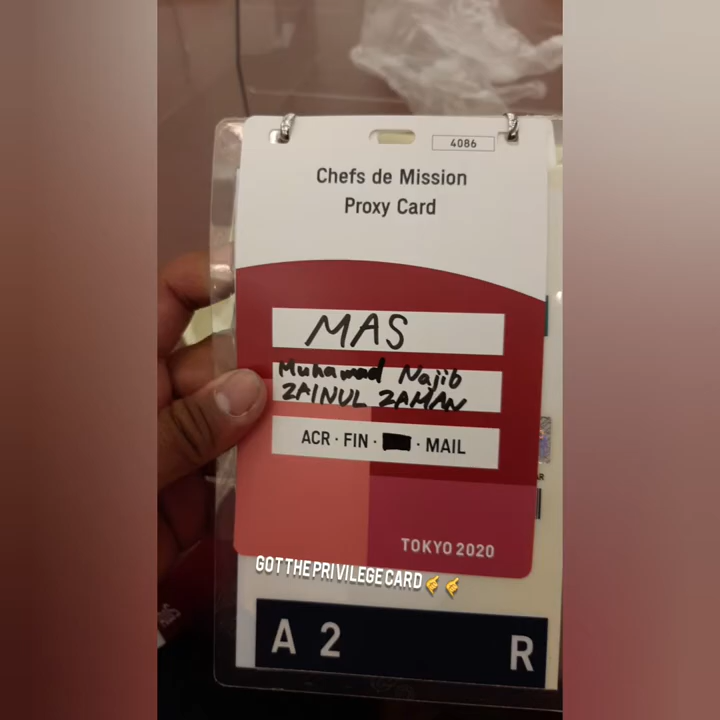 4086
Chefs de Mission
Proxy Card
MAS
Muhamad Najib
ZAINUL ZAMAN
ACR · FIN · · MAIL
TOKYO 2020
GOT THE PRIVILEGE CARD
A 2 R